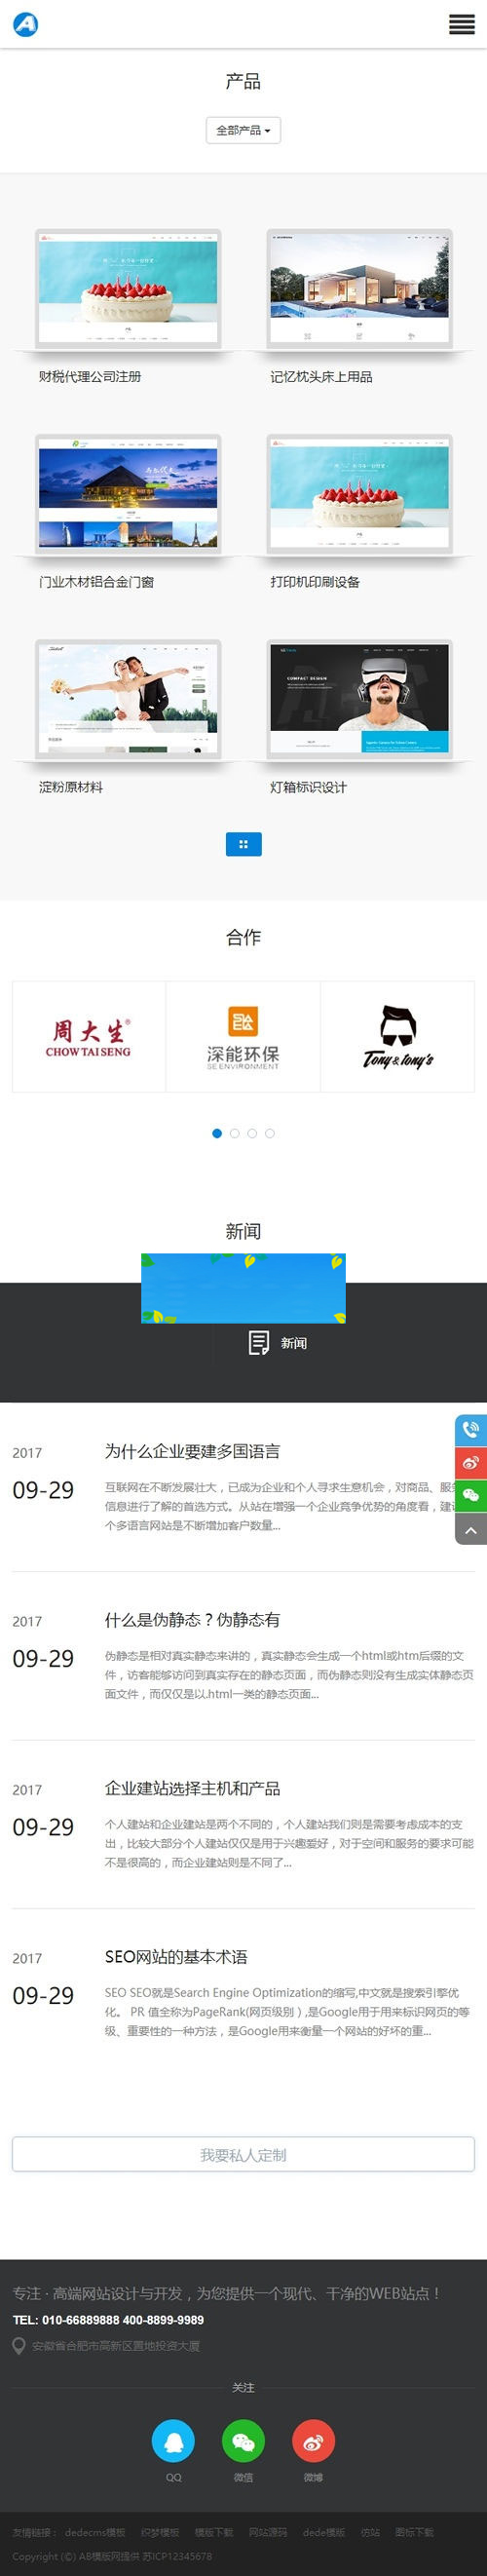 产品
全部产品
财税代理公司注册
记忆枕头床上用品
门业木材铝合金门窗
打印机印刷设备
COMPACT DESIGN
淀粉原材料
灯箱标识设计
合作
周大生®
CHOW TAI SENG
深能环保
SE ENVIRONMENT
Tony & tony's
新闻
新闻
2017
09-29
为什么企业要建多国语言
互联网在不断发展壮大，已成为企业和个人寻求生意机会，对商品、服
信息进行了解的首选方式。从站在增强一个企业竞争优势的角度看，建
个多语言网站是不断增加客户数量...
2017
09-29
什么是伪静态？伪静态有
伪静态是相对真实静态来讲的，真实静态会生成一个html或htm后缀的文
件，访客能够访问到真实存在的静态页面，而伪静态则没有生成实体静态页
面文件，而仅仅是以.html一类的静态页面...
2017
09-29
企业建站选择主机和产品
个人建站和企业建站是两个不同的，个人建站我们则是需要考虑成本的支
出，比较大部分个人建站仅仅是用于兴趣爱好，对于空间和服务的要求可能
不是很高的，而企业建站则是不同了...
2017
09-29
SEO网站的基本术语
SEO SEO就是Search Engine Optimization的缩写,中文就是搜索引擎优
化。 PR 值全称为PageRank(网页级别 ) ,是Google用于用来标识网页的等
级、重要性的一种方法，是Google用来衡量一个网站的好坏的重...
我要私人定制
专注 · 高端网站设计与开发，为您提供一个现代、干净的WEB站点！
TEL: 010-66889888 400-8899-9989
安徽省合肥市高新区置地投资大厦
关注
QQ
微信
微博
友情链接： dedecms模板 织梦模板 模版下载 网站源码 dede模版 仿站 图标下载
Copyright (©) AB模版网提供 苏ICP12345678